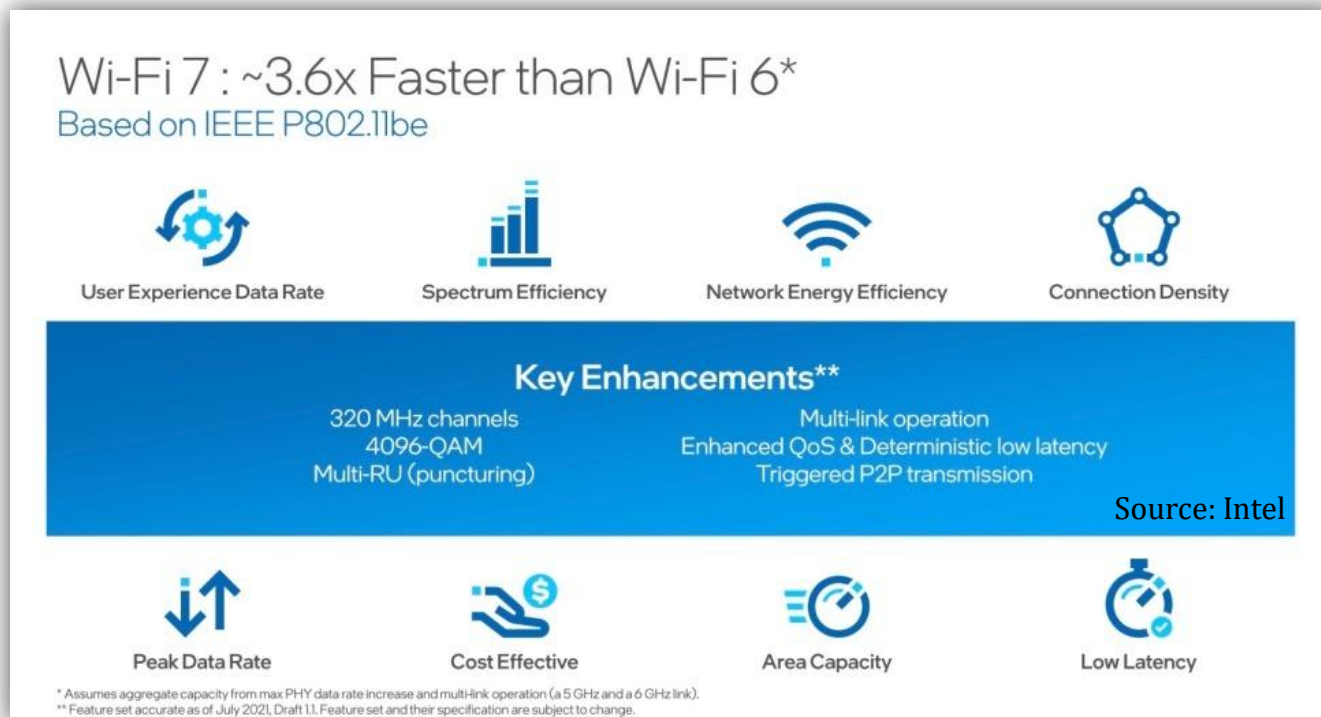 Wi-Fi 7 : ~3.6x Faster than Wi-Fi 6*
Based on IEEE P802.11be
User Experience Data Rate
Spectrum Efficiency
Network Energy Efficiency
Connection Density
Key Enhancements**
320 MHz channels
4096-QAM
Multi-RU (puncturing)
Multi-link operation
Enhanced QoS & Deterministic low latency
Triggered P2P transmission
Source: Intel
$
Peak Data Rate
Cost Effective
Area Capacity
Low Latency
* Assumes aggregate capacity from max PHY data rate increase and multi-link operation (a 5 GHz and a 6 GHz link).
** Feature set accurate as of July 2021, Draft 1.1. Feature set and their specification are subject to change.